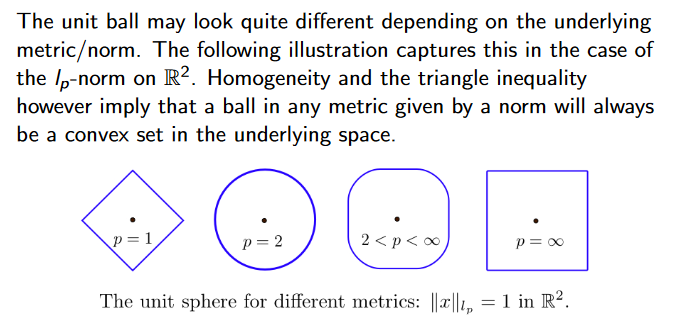 The unit ball may look quite different depending on the underlying
metric/norm. The following illustration captures this in the case of
the lₚ-norm on ℝ². Homogeneity and the triangle inequality
however imply that a ball in any metric given by a norm will always
be a convex set in the underlying space.
p = 1
p = 2
2 < p < ∞
p = ∞
The unit sphere for different metrics: ‖x‖_{l_p} = 1 in ℝ².